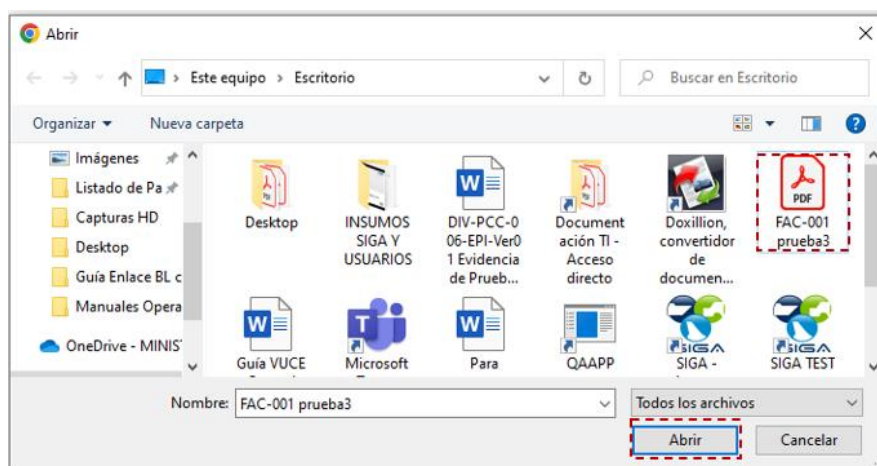 Abrir
Este equipo › Escritorio
Buscar en Escritorio
Organizar
Nueva carpeta
Imágenes
Listado de Pa
Capturas HD
Desktop
Guía Enlace BL c
Manuales Opera
OneDrive - MINIS
Desktop
INSUMOS
SIGA Y
USUARIOS
DIV-PCC-0
06-EPI-Ver0
1 Evidencia
de Prueb...
Document
ación TI -
Acceso
directo
Doxillion,
convertidor
de
documen...
PDF
FAC-001
prueba3
Guía VUCE
Microsoft
Para
QAAPP
SIGA
SIGA -
SIGA
SIGA TEST
Nombre:
FAC-001 prueba3
Todos los archivos
Abrir
Cancelar